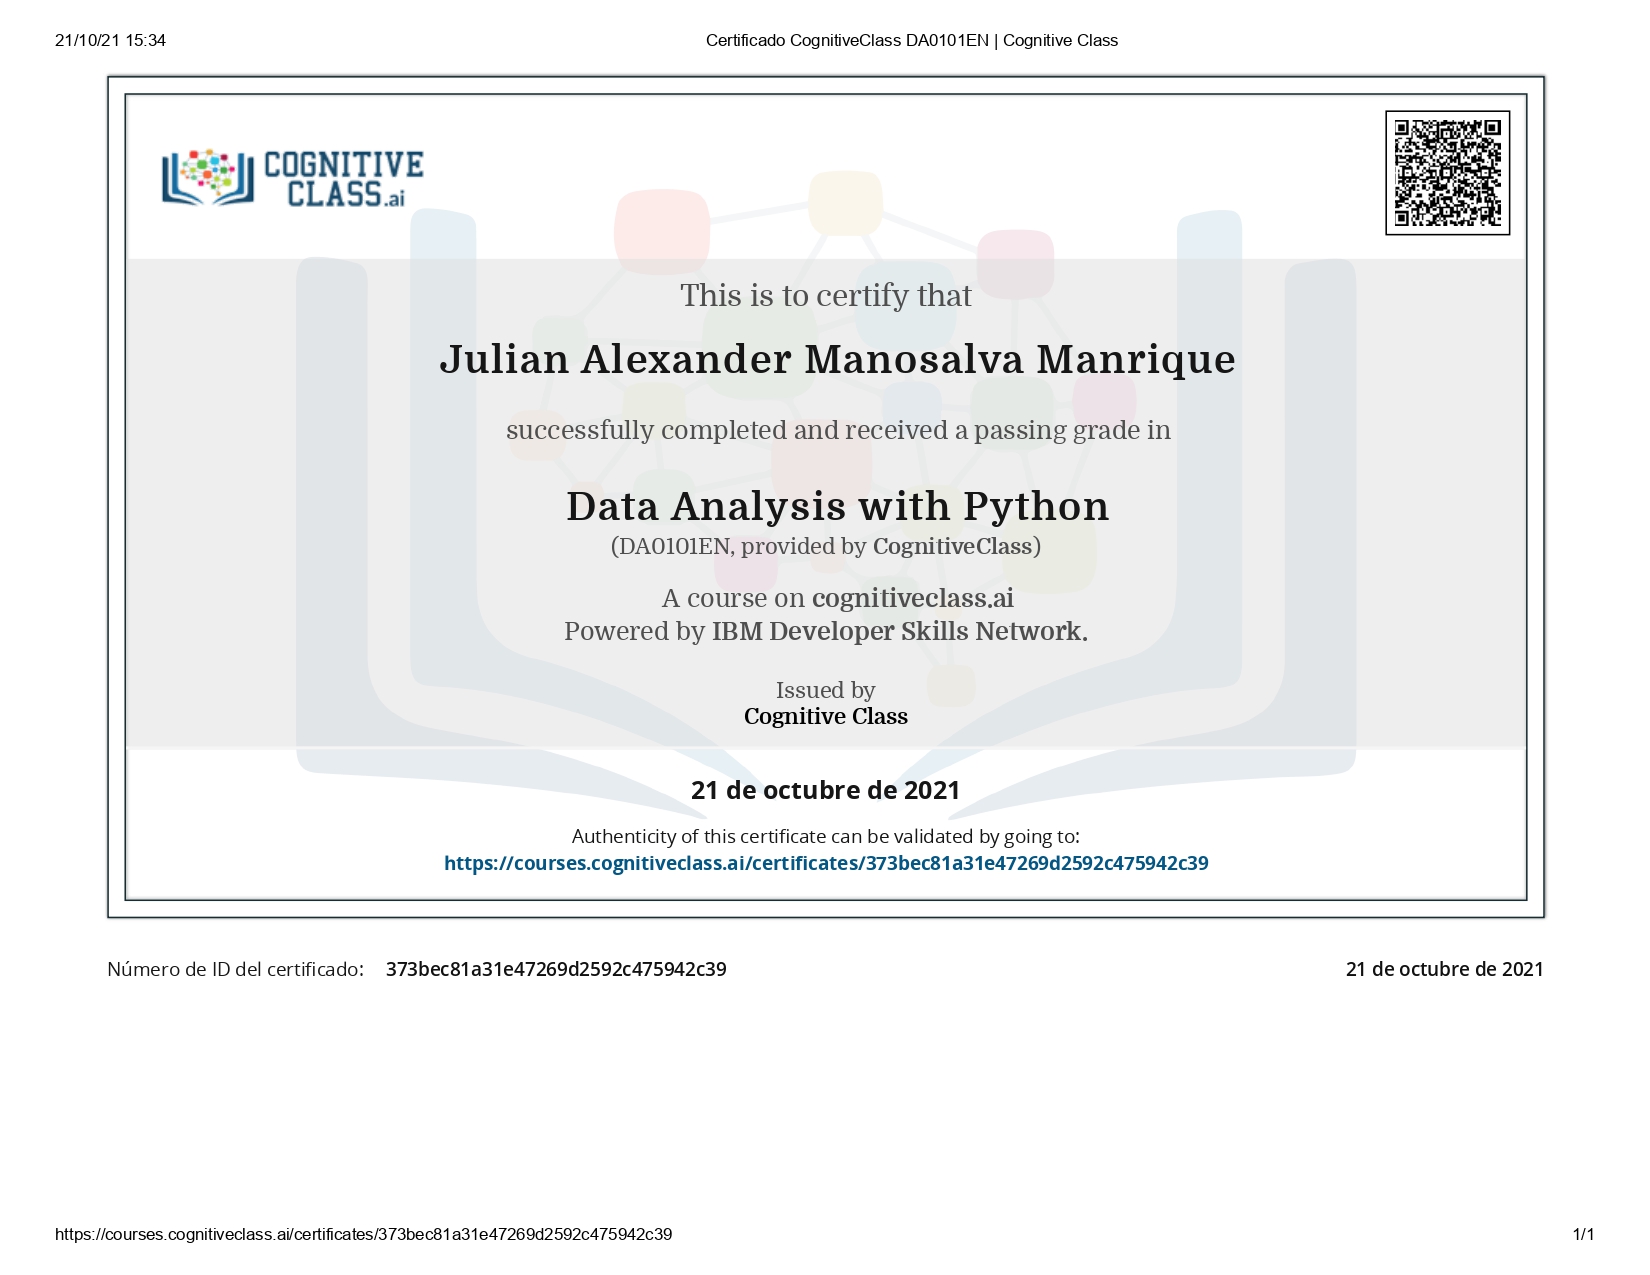 21/10/21 15:34
Certificado CognitiveClass DA0101EN | Cognitive Class
COGNITIVE
CLASS.ai
This is to certify that
Julian Alexander Manosalva Manrique
successfully completed and received a passing grade in
Data Analysis with Python
(DA0101EN, provided by CognitiveClass)
A course on cognitiveclass.ai
Powered by IBM Developer Skills Network.
Issued by
Cognitive Class
21 de octubre de 2021
Authenticity of this certificate can be validated by going to:
https://courses.cognitiveclass.ai/certificates/373bec81a31e47269d2592c475942c39
Número de ID del certificado: 373bec81a31e47269d2592c475942c39
21 de octubre de 2021
https://courses.cognitiveclass.ai/certificates/373bec81a31e47269d2592c475942c39
1/1